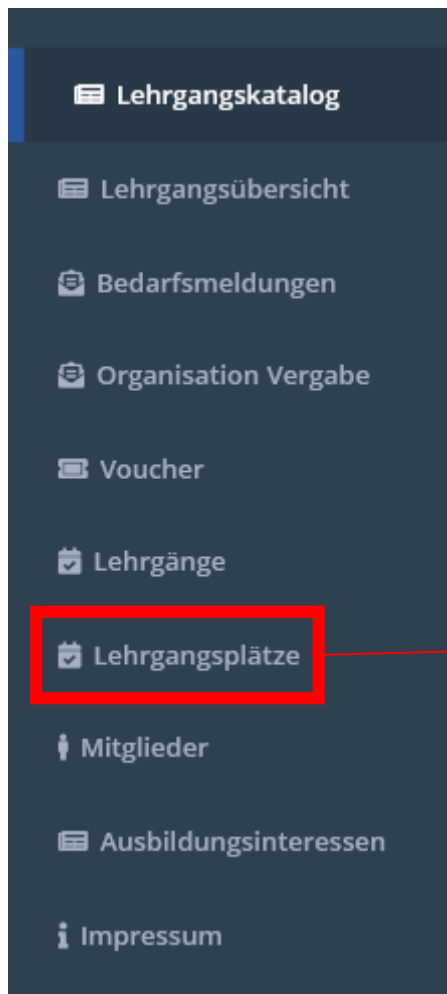 Lehrgangskatalog
Lehrgangsübersicht
Bedarfsmeldungen
Organisation Vergabe
Voucher
Lehrgänge
Lehrgangsplätze
Mitglieder
Ausbildungsinteressen
Impressum